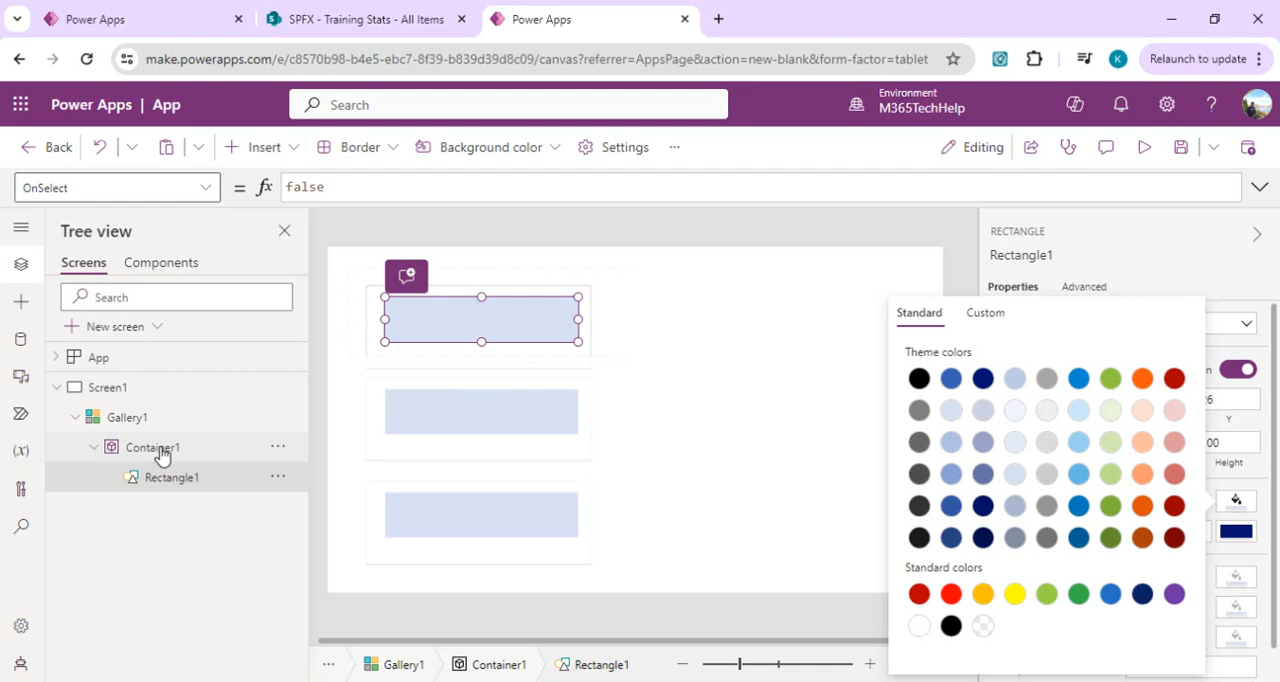 Power Apps
SPFX - Training Stats - All Items
Power Apps
make.powerapps.com/e/c8570b98-b4e5-ebc7-8f39-b839d39d8c09/canvas?referrer=AppsPage&action=new-blank&form-factor=tablet
K
Relaunch to update
Power Apps | App
Search
Environment
M365TechHelp
Back
Insert
Border
Background color
Settings
Editing
OnSelect
= fx
false
Tree view
Screens
Components
Search
New screen
App
Screen1
Gallery1
Container1
Rectangle1
RECTANGLE
Rectangle1
Properties
Advanced
Standard
Custom
Theme colors
Standard colors
Y
Height
Gallery1
Container1
Rectangle1